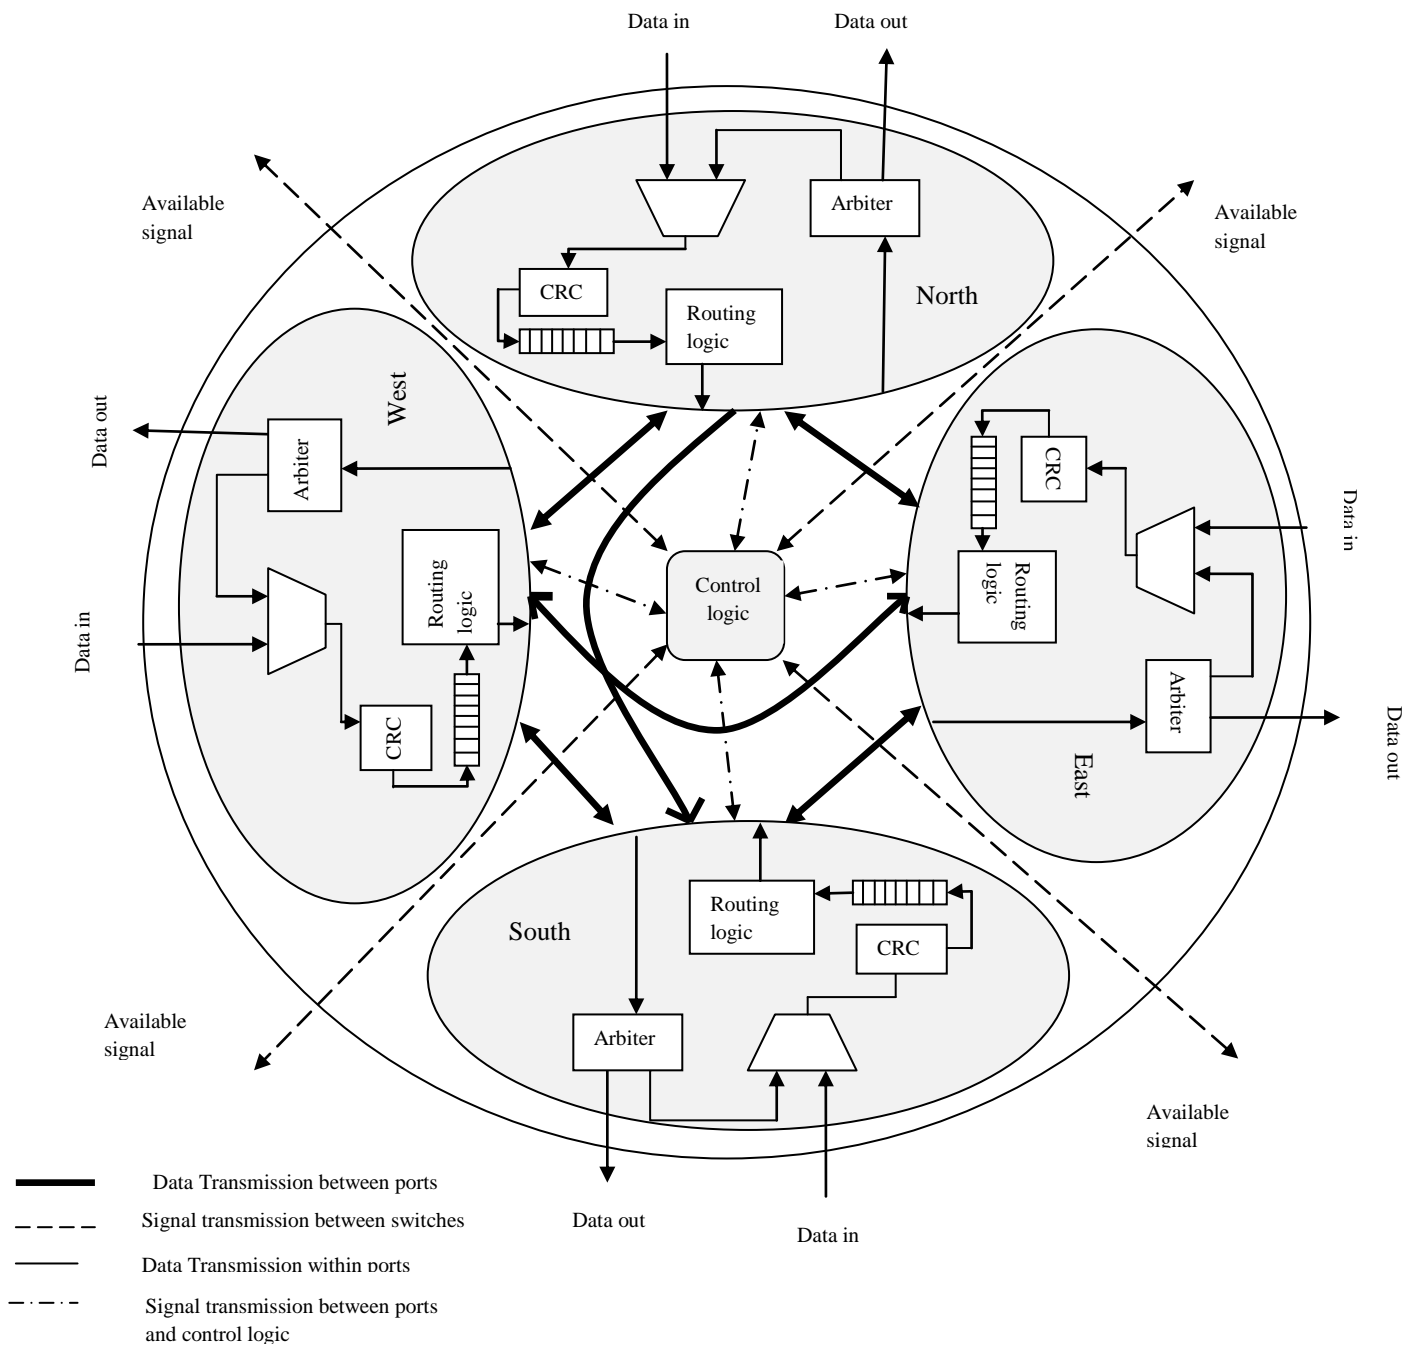 Data in
Data out
Available
signal
Available
signal
Arbiter
CRC
North
Routing
logic
West
Data out
Arbiter
CRC
Data in
Control
logic
Routing
logic
Routing
logic
Data in
CRC
Arbiter
East
Data out
South
Routing
logic
CRC
Arbiter
Available
signal
Available
signal
Data Transmission between ports
Signal transmission between switches
Data out
Data in
Data Transmission within ports
Signal transmission between ports
and control logic